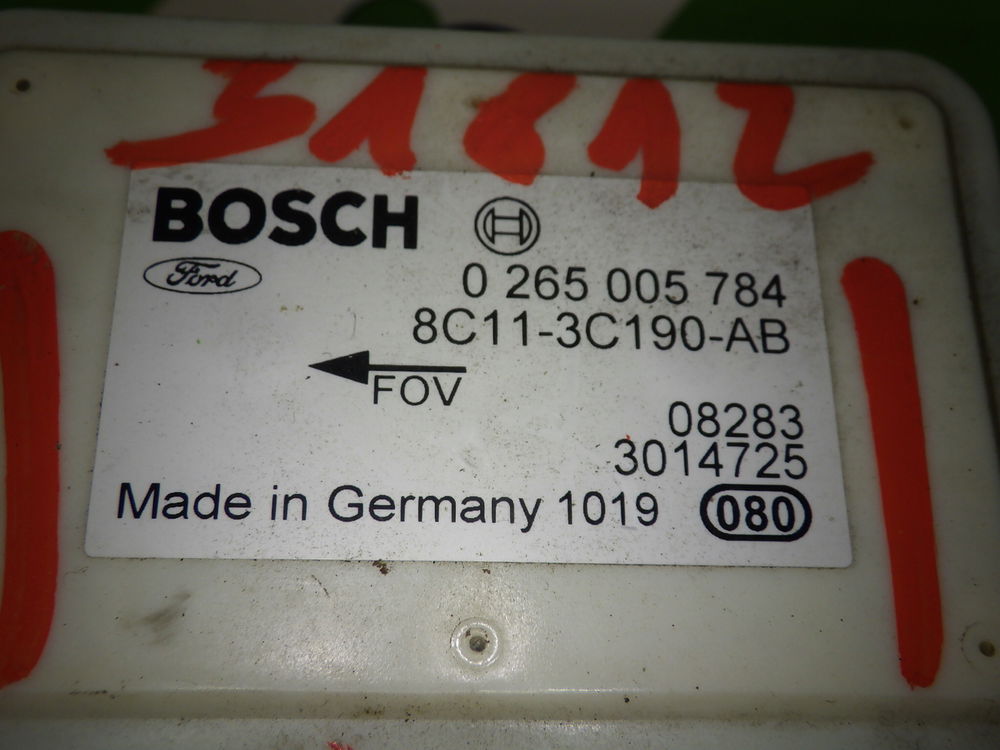 31812
BOSCH
Ford
0 265 005 784
8C11-3C190-AB
FOV
08283
3014725
Made in Germany 1019 080